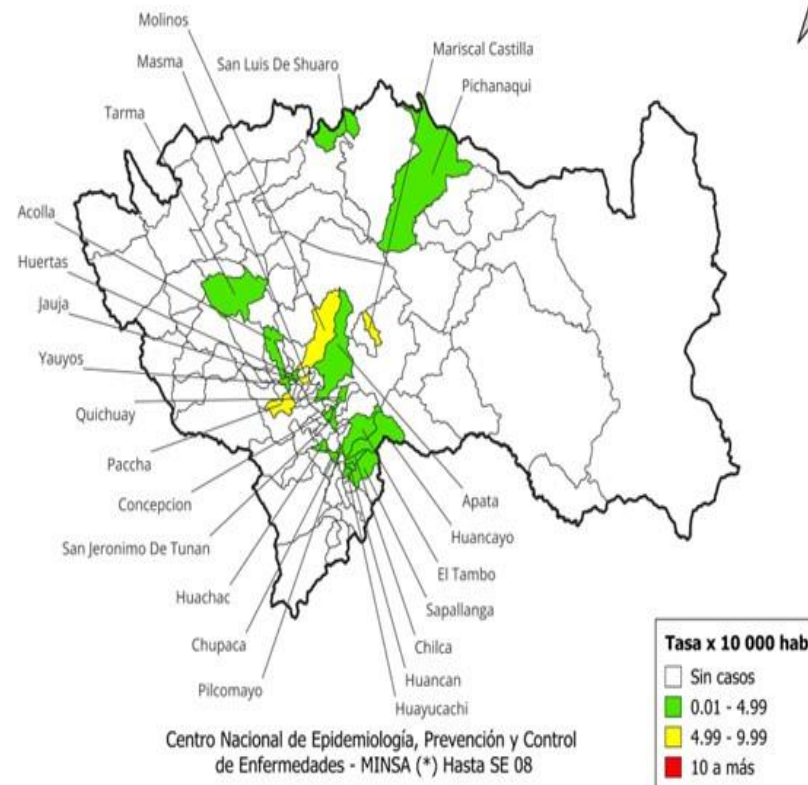 Molinos
Mariscal Castilla
Masma
San Luis De Shuaro
Pichanaqui
Tarma
Acolla
Huertas
Jauja
Yauyos
Quichuay
Paccha
Concepcion
San Jeronimo De Tunan
Huachac
Chupaca
Pilcomayo
Apata
Huancayo
El Tambo
Sapallanga
Chilca
Huancan
Huayucachi
Centro Nacional de Epidemiología, Prevención y Control
de Enfermedades - MINSA (*) Hasta SE 08
Tasa x 10 000 hab
Sin casos
0.01 - 4.99
4.99 - 9.99
10 a más